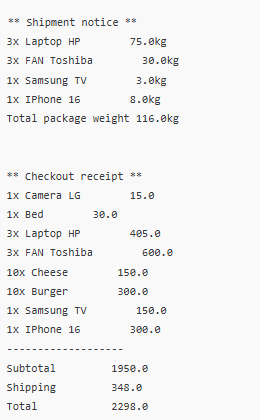 ** Shipment notice **
3x Laptop HP 75.0kg
3x FAN Toshiba 30.0kg
1x Samsung TV 3.0kg
1x IPhone 16 8.0kg
Total package weight 116.0kg
** Checkout receipt **
1x Camera LG 15.0
1x Bed 30.0
3x Laptop HP 405.0
3x FAN Toshiba 600.0
10x Cheese 150.0
10x Burger 300.0
1x Samsung TV 150.0
1x IPhone 16 300.0
-------------------
Subtotal 1950.0
Shipping 348.0
Total 2298.0